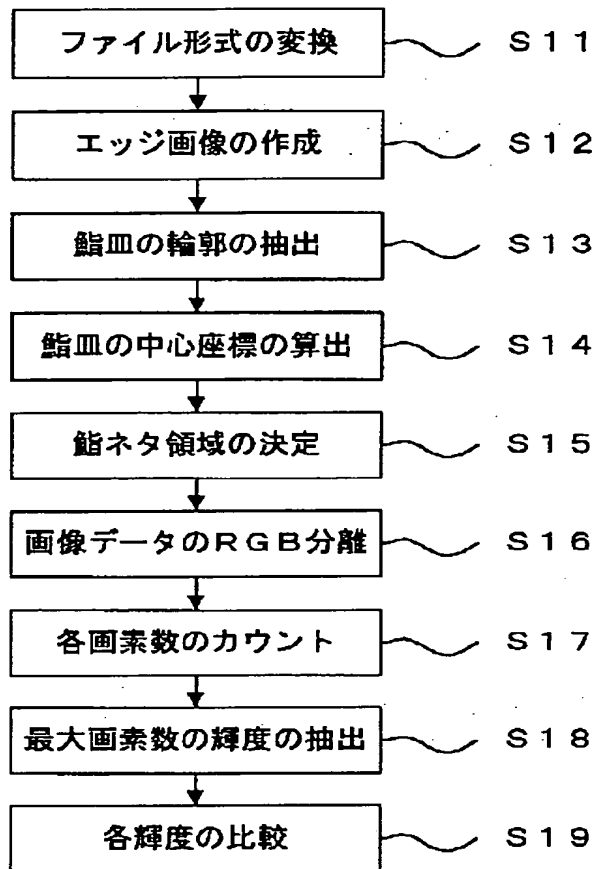 ファイル形式の変換 S11
エッジ画像の作成 S12
鮨皿の輪郭の抽出 S13
鮨皿の中心座標の算出 S14
鮨ネタ領域の決定 S15
画像データのRGB分離 S16
各画素数のカウント S17
最大画素数の輝度の抽出 S18
各輝度の比較 S19